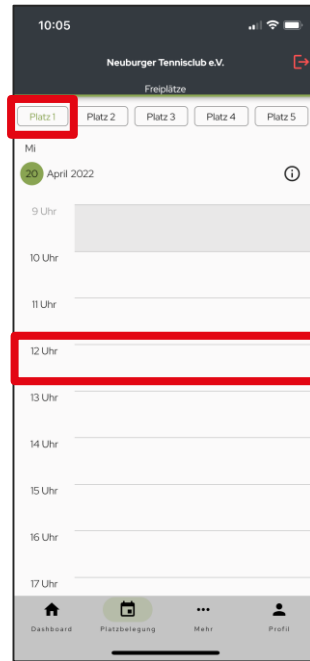 10:05
Neuburger Tennisclub e.V.
Freiplätze
Platz 1 Platz 2 Platz 3 Platz 4 Platz 5
Mi
20 April 2022
9 Uhr
10 Uhr
11 Uhr
12 Uhr
13 Uhr
14 Uhr
15 Uhr
16 Uhr
17 Uhr
Dashboard Platzbelegung Mehr Profil